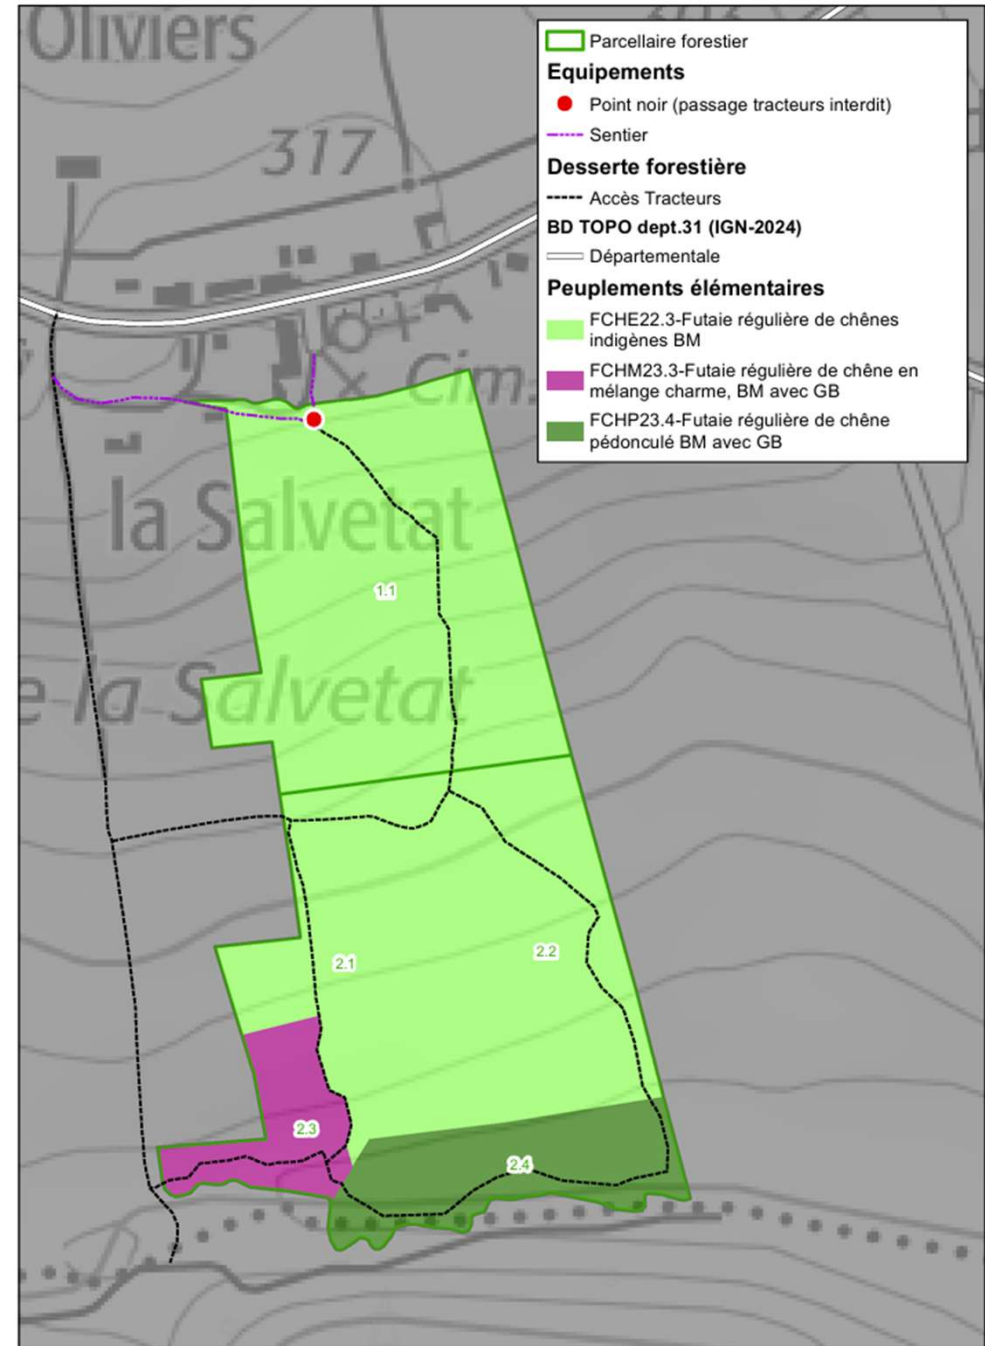 Oliviers
317
Cim.
la Salvetat
e la Salvetat
1.1
2.1
2.2
2.3
2.4
Parcellaire forestier
Equipements
Point noir (passage tracteurs interdit)
Sentier
Desserte forestière
Accès Tracteurs
BD TOPO dept.31 (IGN-2024)
Départementale
Peuplements élémentaires
FCHE22.3-Futaie régulière de chênes
indigènes BM
FCHM23.3-Futaie régulière de chêne en
mélange charme, BM avec GB
FCHP23.4-Futaie régulière de chêne
pédonculé BM avec GB